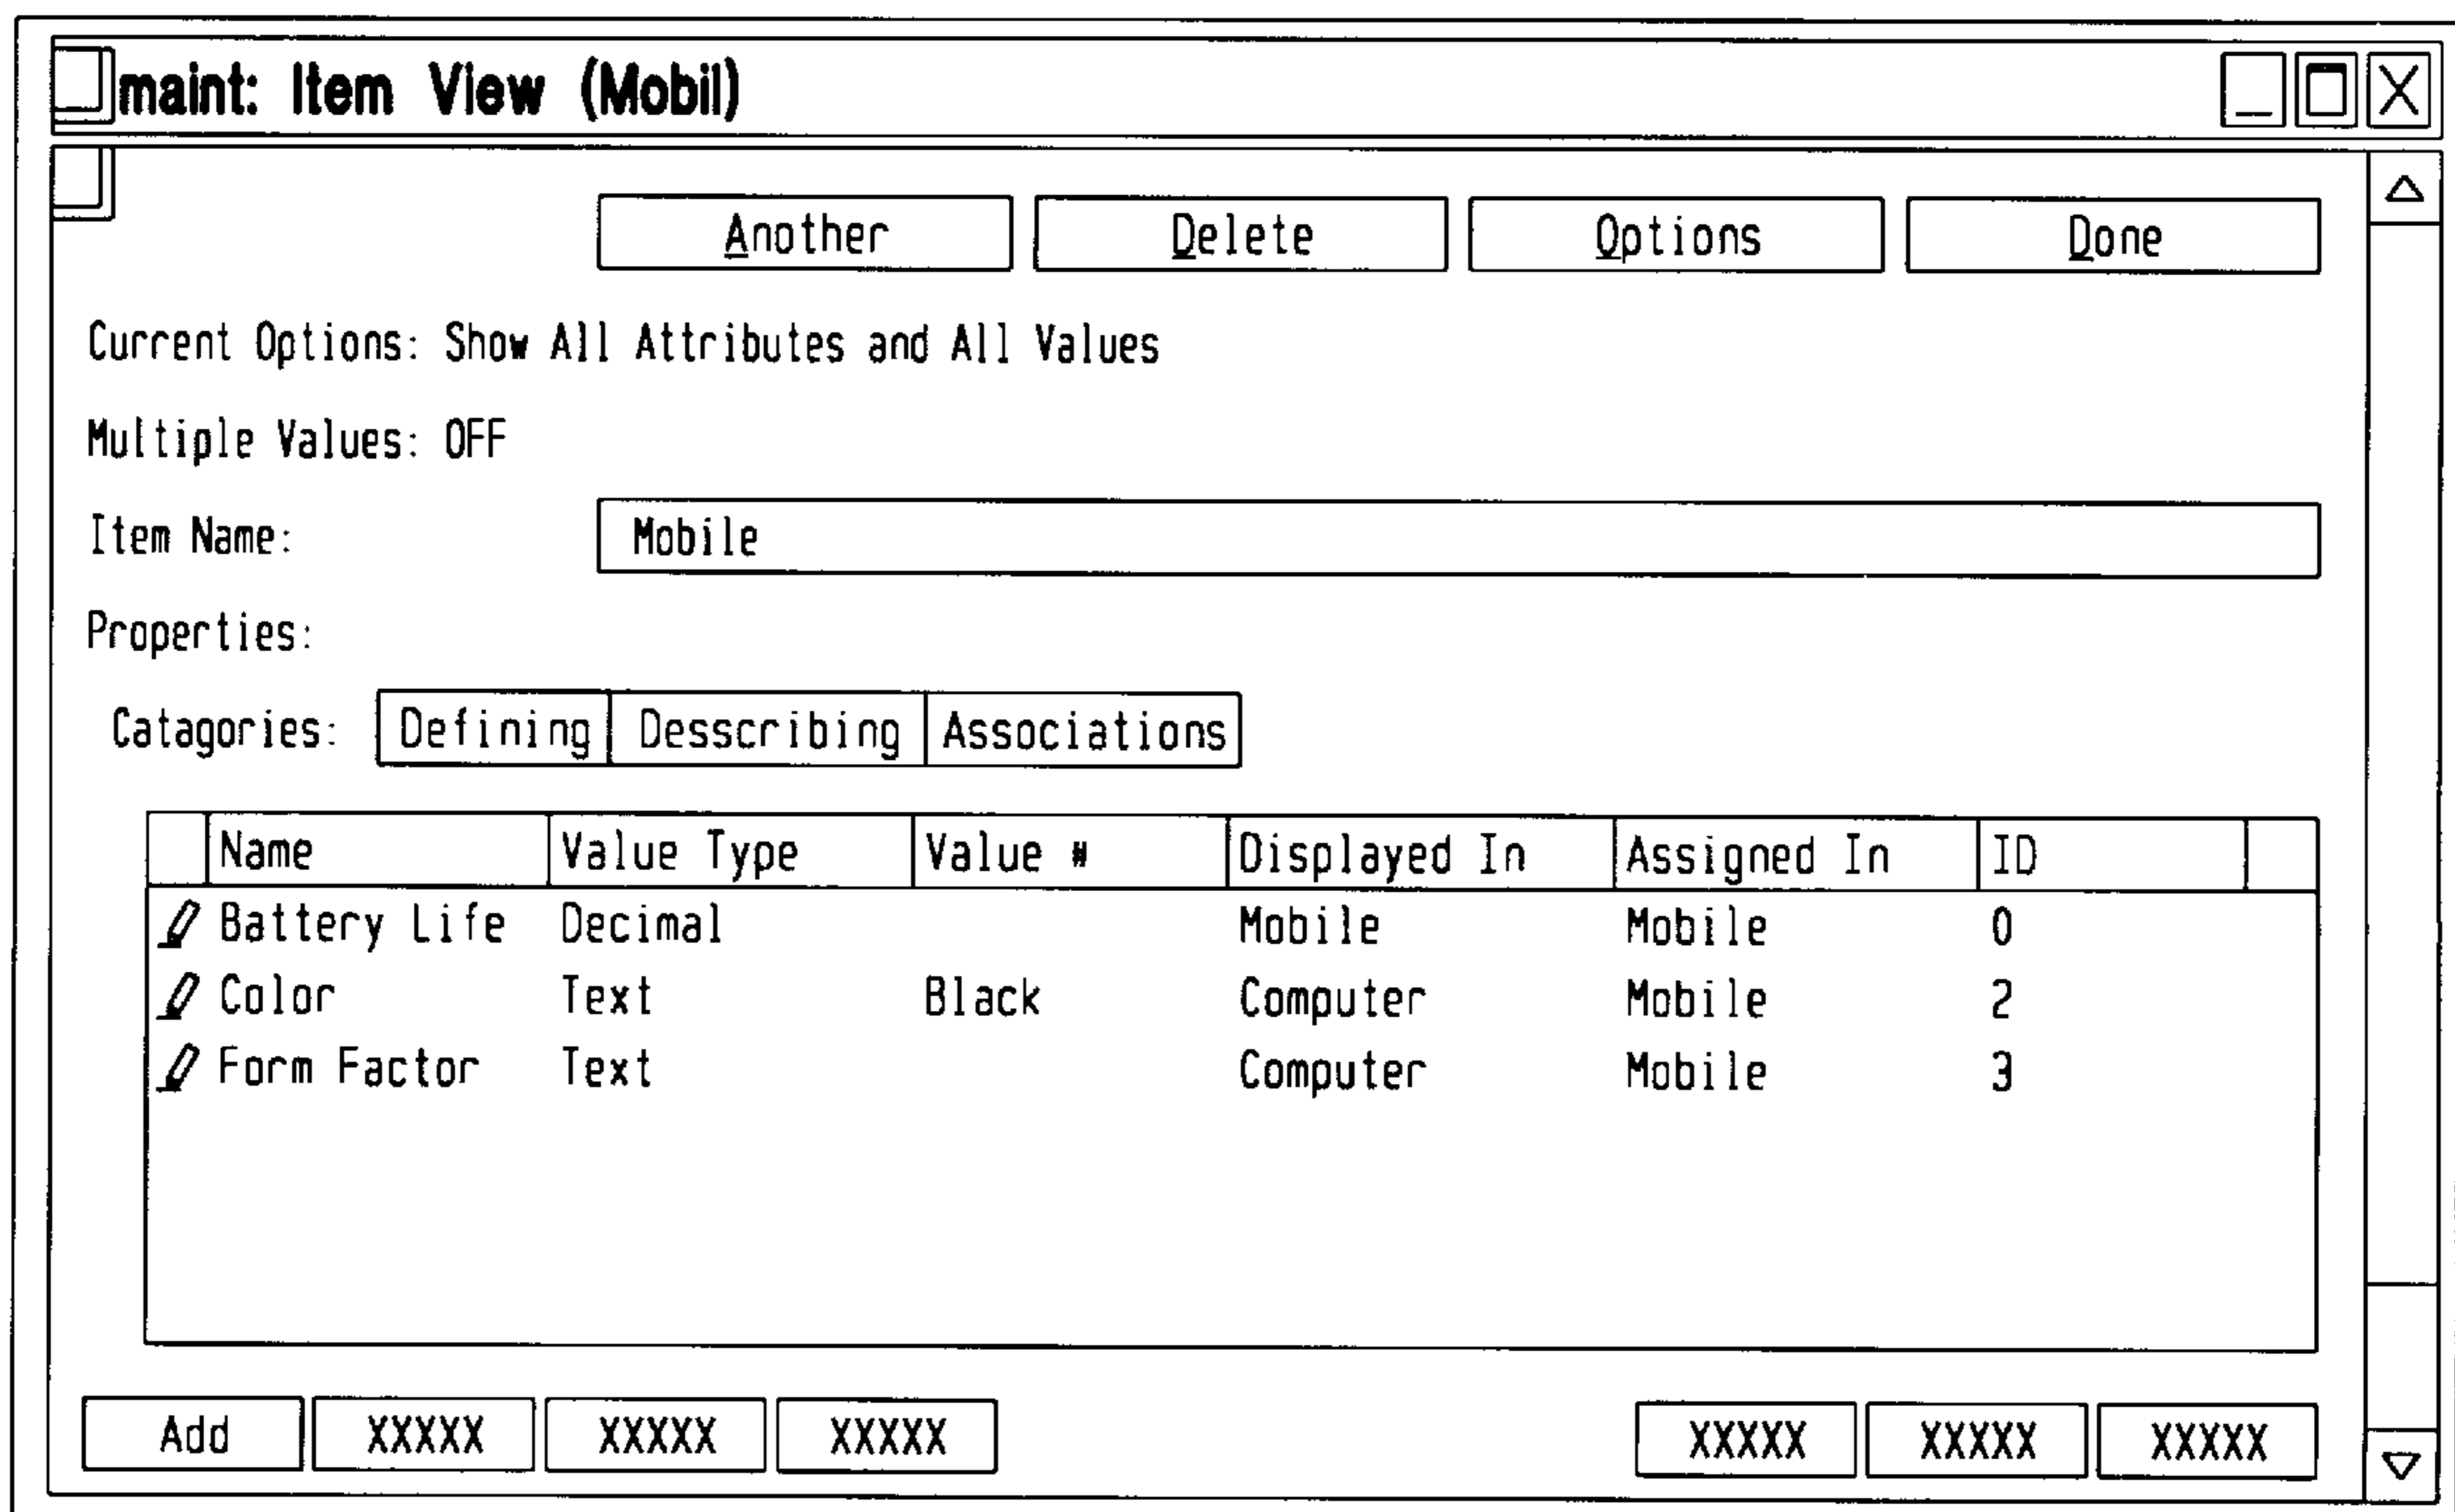 maint: Item View (Mobil)
Another Delete Options Done
Current Options: Show All Attributes and All Values
Multiple Values: OFF
Item Name: Mobile
Properties:
Catagories: Defining Desscribing Associations
Name Value Type Value # Displayed In Assigned In ID
Battery Life Decimal Mobile Mobile 0
Color Text Black Computer Mobile 2
Form Factor Text Computer Mobile 3
Add XXXXX XXXXX XXXXX XXXXX XXXXX XXXXX